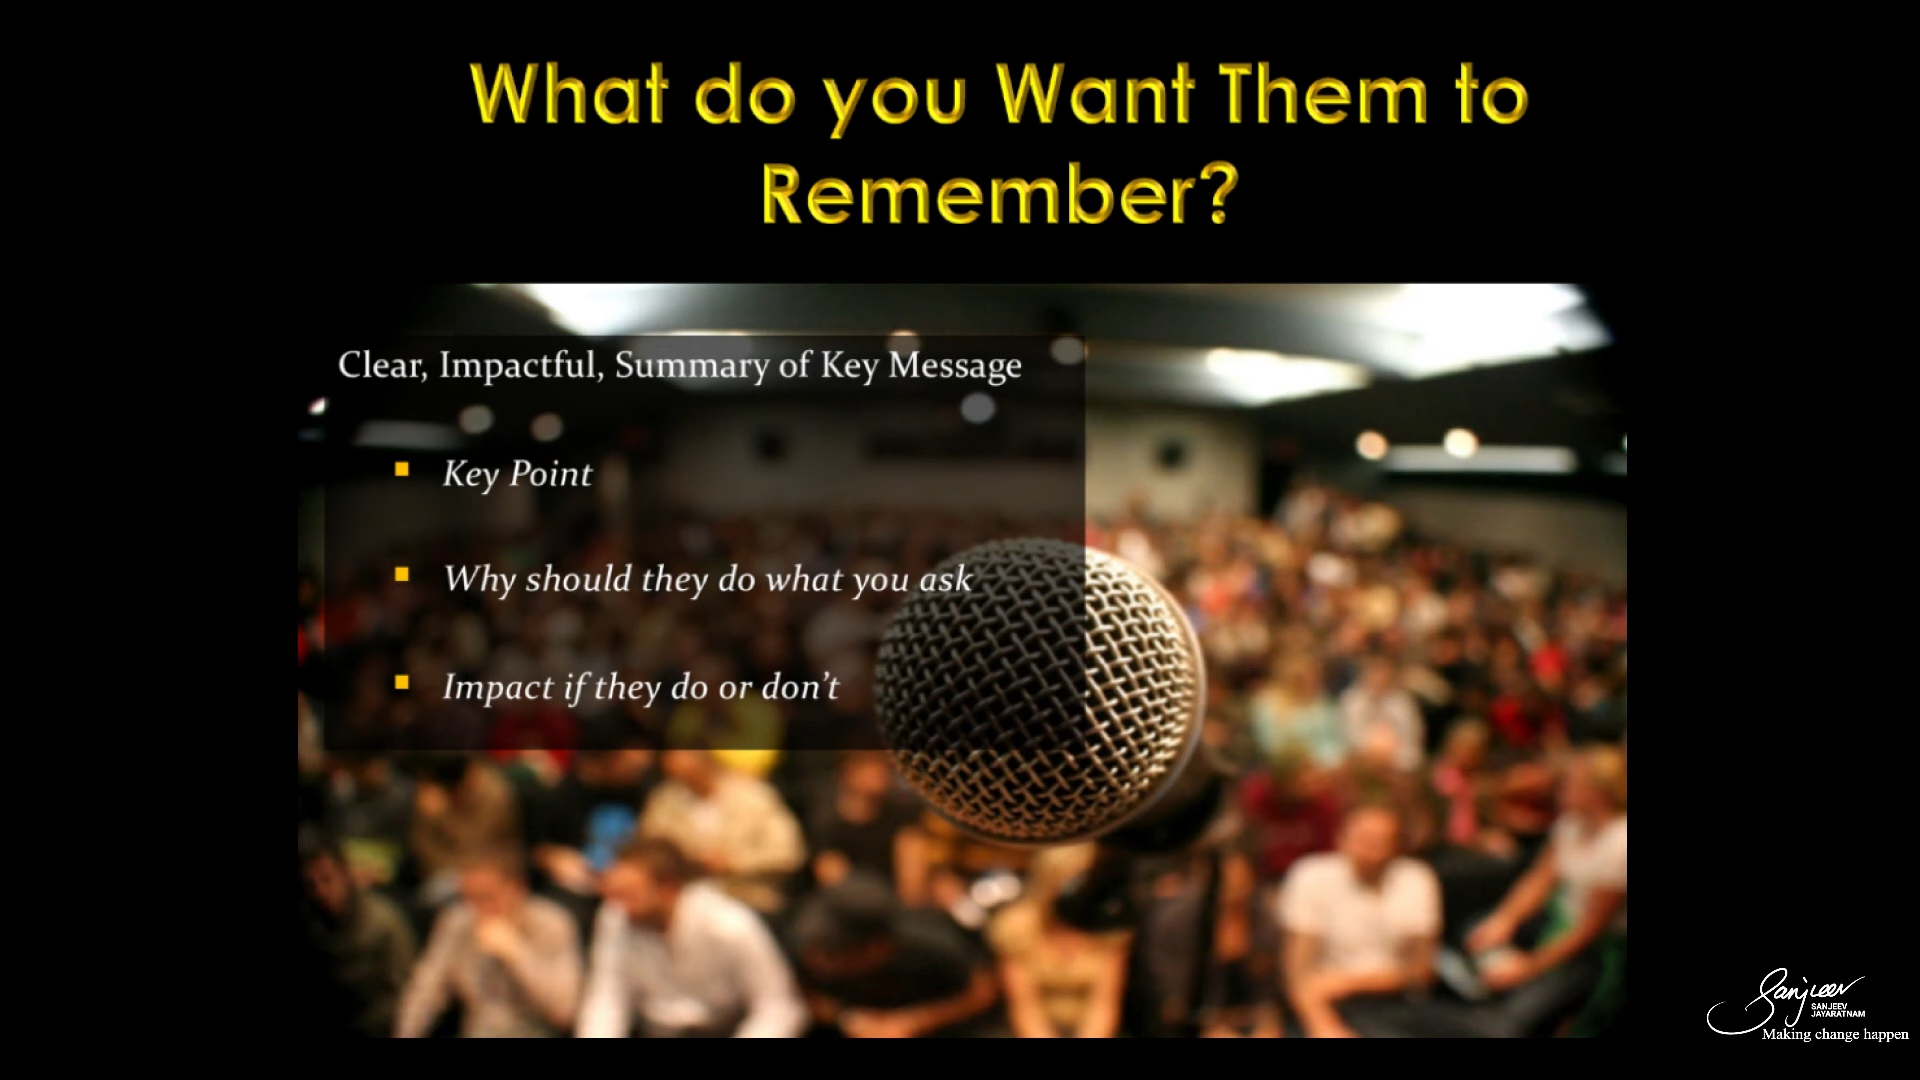 What do you Want Them to
Remember?
Clear, Impactful, Summary of Key Message
Key Point
Why should they do what you ask
Impact if they do or don't
Sanjeev
SANJEEV
JAYARATNAM
Making change happen